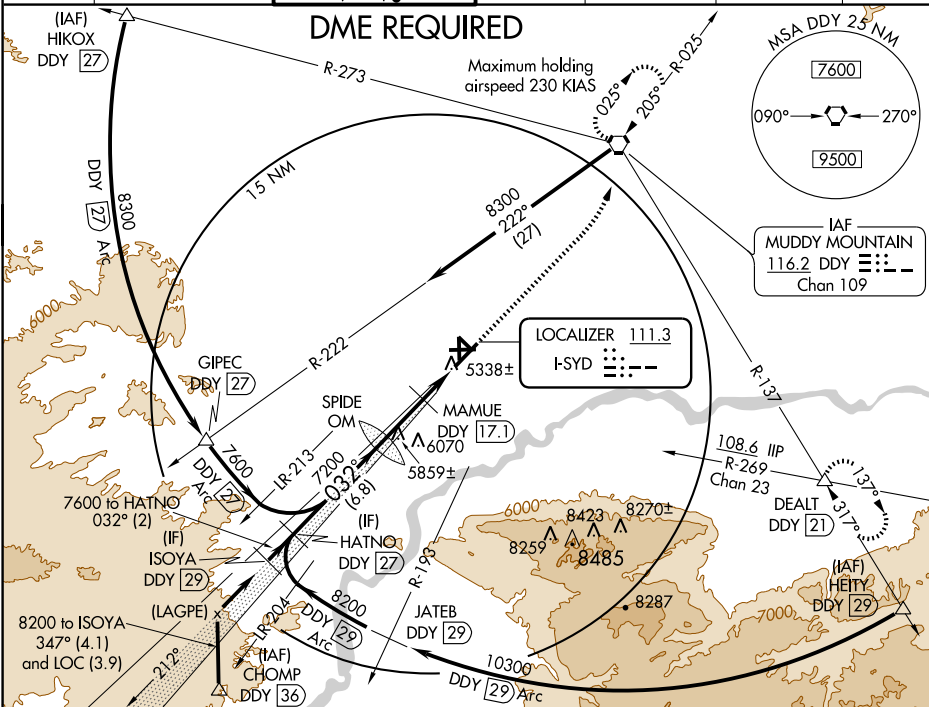 DME REQUIRED
(IAF)
HIKOX
DDY 27
R-273
Maximum holding
airspeed 230 KIAS
025°
205°
R-025
MSA DDY 25 NM
7600
090°
270°
9500
15 NM
DDY 27 Arc
8300
8300
222°
(27)
IAF
MUDDY MOUNTAIN
116.2 DDY
Chan 109
6000
R-222
LOCALIZER 111.3
I-SYD
5338±
R-137
GIPEC
DDY 27
SPIDE
OM
MAMUE
DDY 17.1
6070
5859±
7600
DDY 27
Arc
LR-213
7200
032°
(6.8)
108.6 IIP
R-269
Chan 23
137°
317°
DEALT
DDY 21
7600 to HATNO
032° (2)
(IF)
HATNO
DDY 27
R-193
6000
8423
8270±
8259
8485
(IF)
ISOYA
DDY 29
(IAF)
HEITY
DDY 29
8287
7000
(LAGPE)
LR-204
8200
DDY 29
Arc
JATEB
DDY 29
8200 to ISOYA
347° (4.1)
and LOC (3.9)
212°
(IAF)
CHOMP
DDY 36
10300
DDY 29 Arc